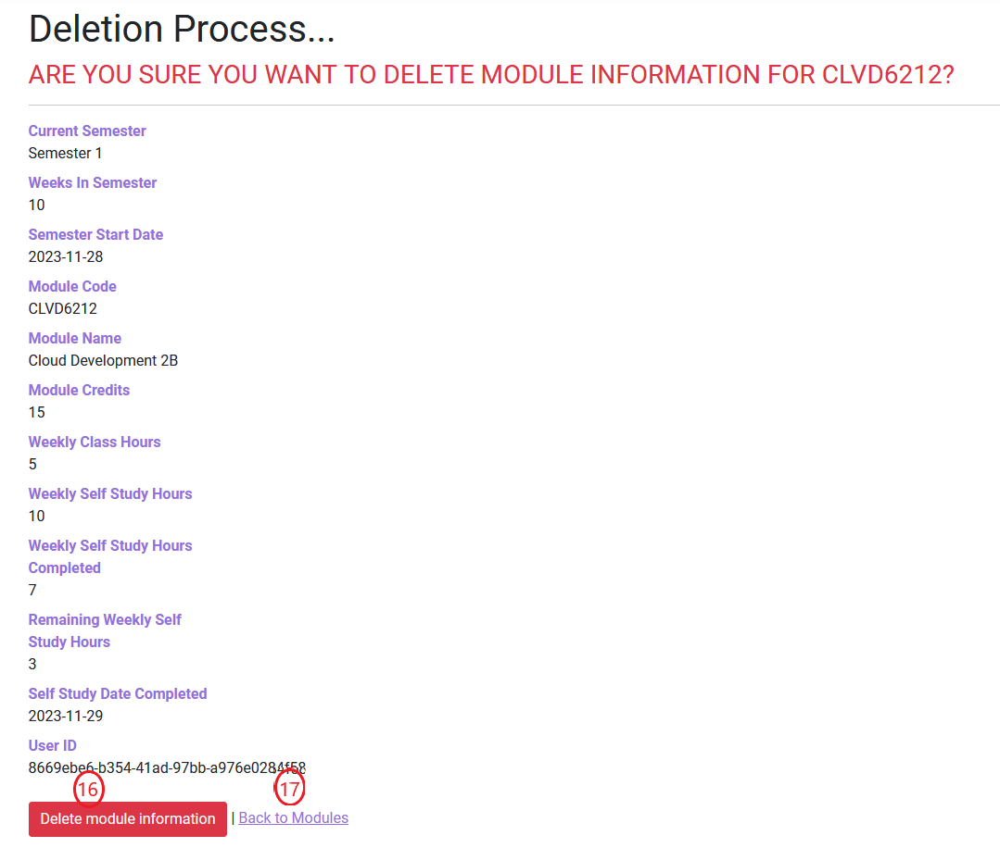 Deletion Process...
ARE YOU SURE YOU WANT TO DELETE MODULE INFORMATION FOR CLVD6212?
Current Semester
Semester 1
Weeks In Semester
10
Semester Start Date
2023-11-28
Module Code
CLVD6212
Module Name
Cloud Development 2B
Module Credits
15
Weekly Class Hours
5
Weekly Self Study Hours
10
Weekly Self Study Hours
Completed
7
Remaining Weekly Self
Study Hours
3
Self Study Date Completed
2023-11-29
User ID
8669ebe6-b354-41ad-97bb-a976e0284f58
16 17
Delete module information | Back to Modules